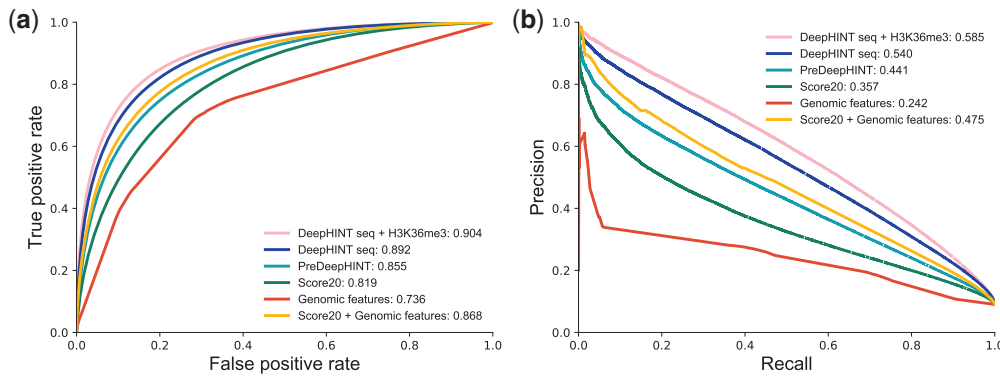 (a)
True positive rate
1.0
0.8
0.6
0.4
0.2
0.0
DeepHINT seq + H3K36me3: 0.904
DeepHINT seq: 0.892
PreDeepHINT: 0.855
Score20: 0.819
Genomic features: 0.736
Score20 + Genomic features: 0.868
0.0 0.2 0.4 0.6 0.8 1.0
False positive rate
(b)
Precision
1.0
0.8
0.6
0.4
0.2
0.0
DeepHINT seq + H3K36me3: 0.585
DeepHINT seq: 0.540
PreDeepHINT: 0.441
Score20: 0.357
Genomic features: 0.242
Score20 + Genomic features: 0.475
0.0 0.2 0.4 0.6 0.8 1.0
Recall